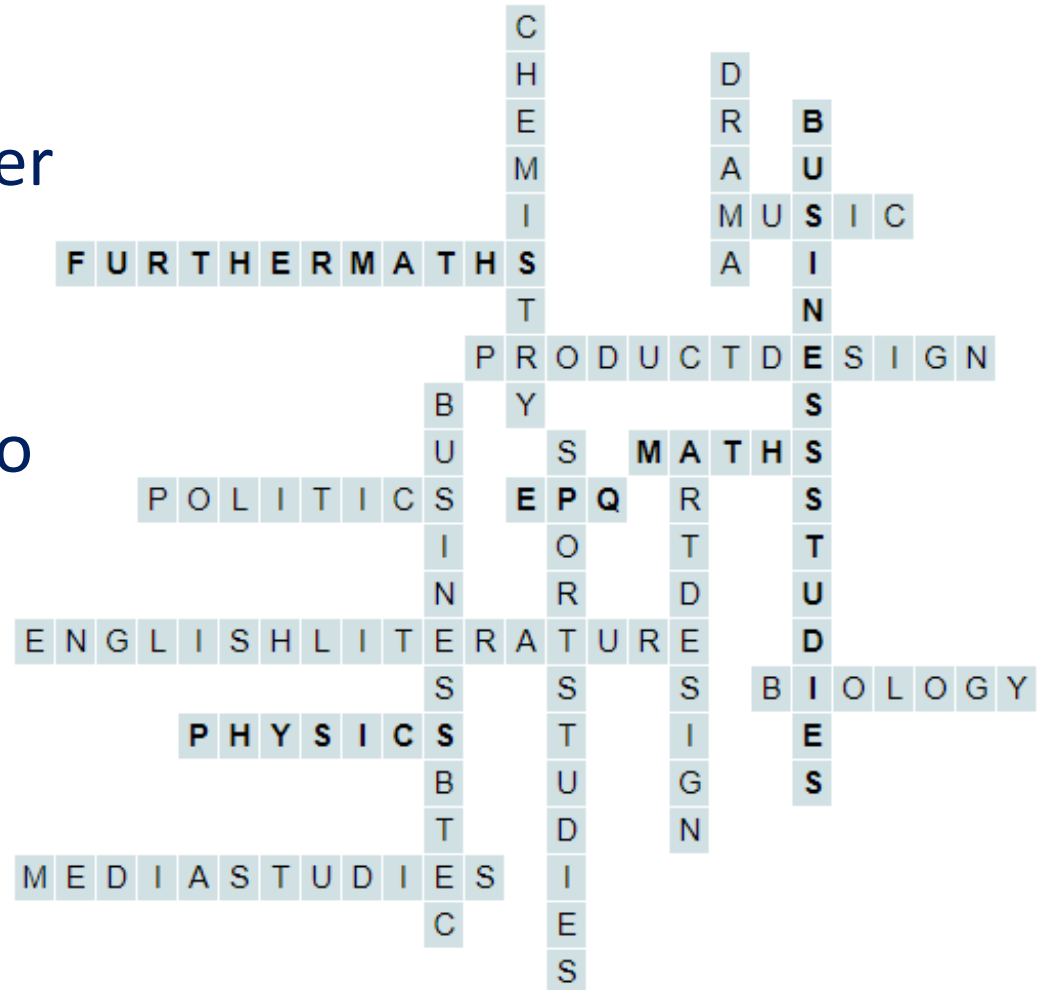 CHEMISTRY
DRAMA
BUSINESSSTUDIES
er
MUSIC
FURTHERMATHS
PRODUCTDESIGN
BUSINESSBTEC
o
SPORTSTUDIES
MATHS
ARTDESIGN
POLITICS
EPQ
ENGLISHLITERATURE
BIOLOGY
PHYSICS
MEDIASTUDIES